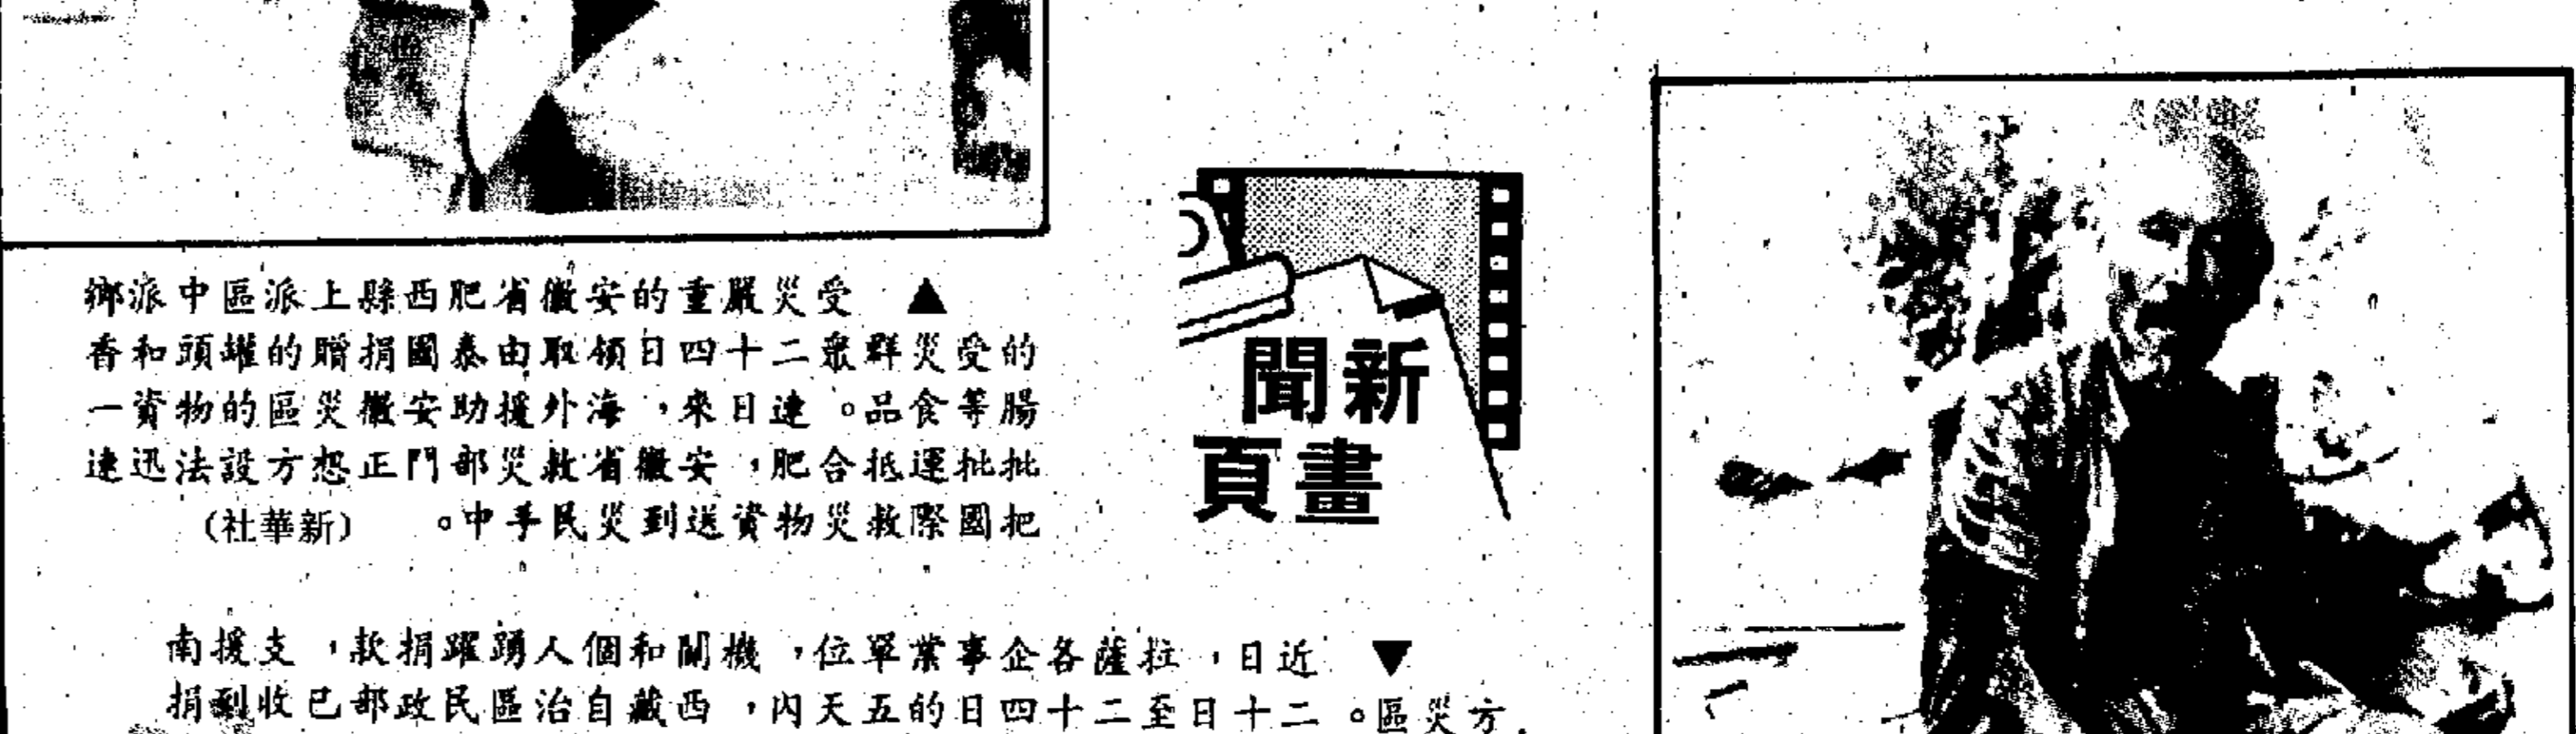 ▲ 受災嚴重的安徽省肥西縣上派區中派鄉
的受災群眾二十四日領取由泰國捐贈的罐頭和香
腸等食品。連日來，海外援助安徽災區的物資一
批批運抵合肥，安徽省救災部門正想方設法迅速
把國際救災物資送到災民手中。 （新華社）
新聞
畫頁
▼ 近日，拉薩各企事業單位，機關和個人踴躍捐款，支援南
方災區。二十日至二十四日的五天內，西藏自治區民政部已收到捐